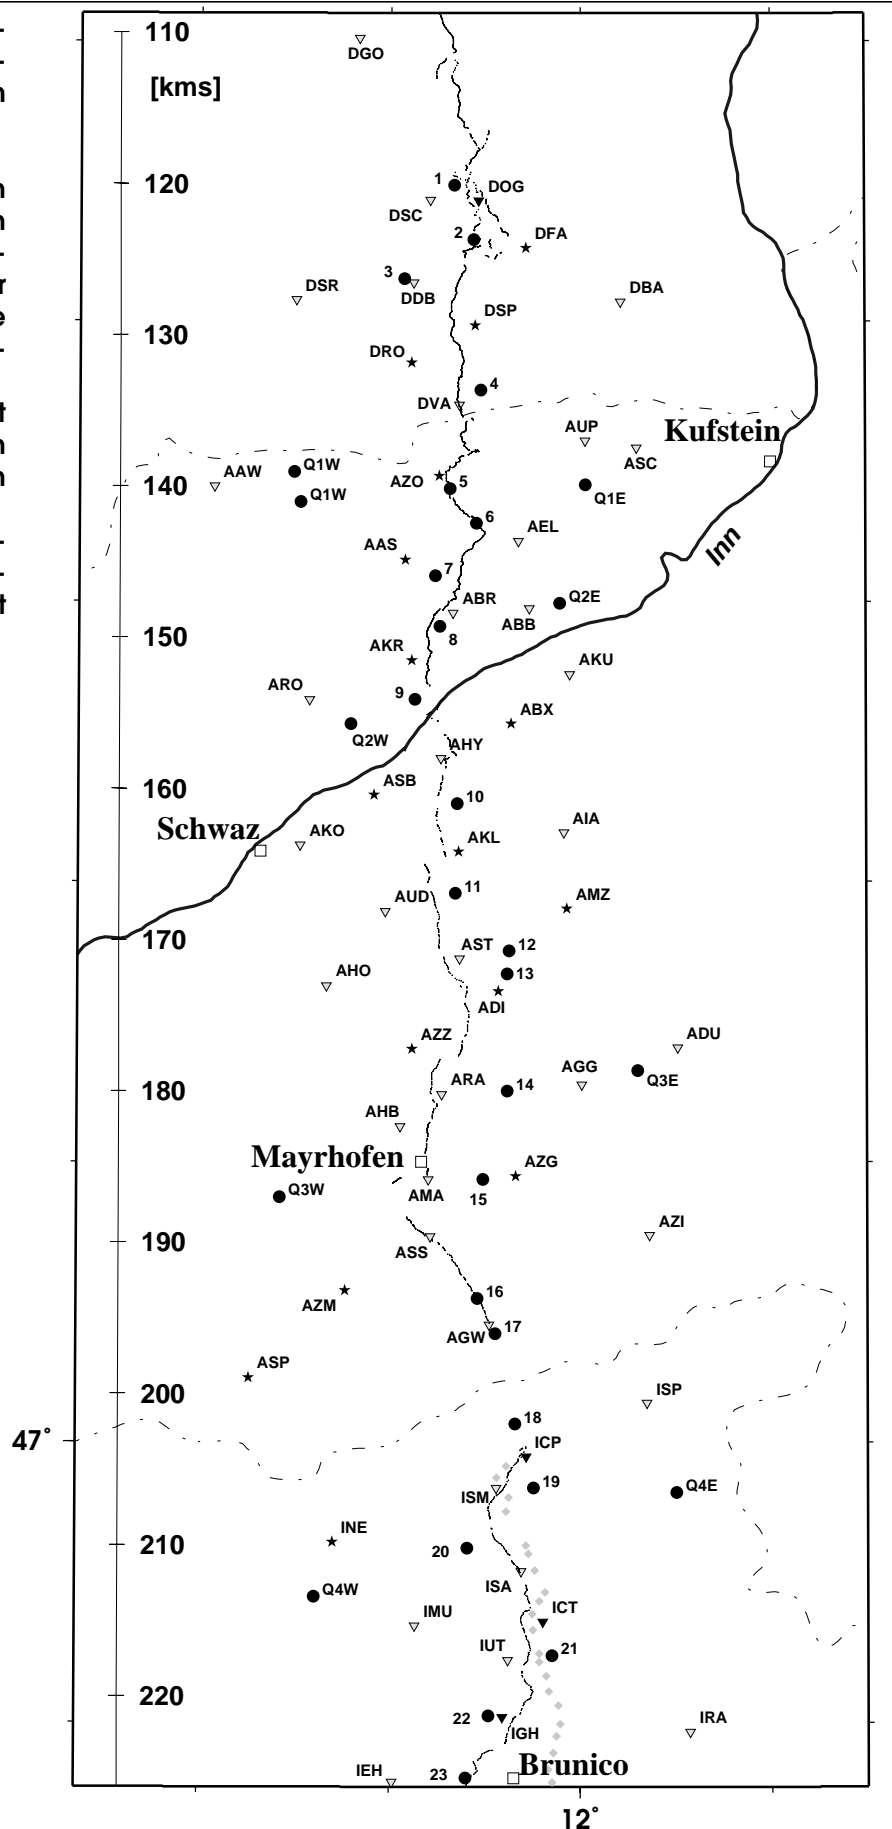 110
DGO
[kms]
n
120
1
DOG
n
DSC
n
2
DFA
3
r
DSR
DDB
DBA
e
DSP
130
DRO
4
DVA
t
AUP
Kufstein
n
Q1W
ASC
n
AAW
AZO
140
Q1W
5
Q1E
6
AEL
Inn
AAS
7
ABR
Q2E
t
ABB
150
8
AKR
AKU
ARO
9
ABX
Q2W
AHY
ASB
160
10
Schwaz
AKO
AKL
AIA
11
AUD
AMZ
170
AST
12
AHO
13
ADI
AZZ
ADU
AGG
180
ARA
14
Q3E
AHB
Mayrhofen
AZG
Q3W
AMA
15
190
ASS
AZI
16
AZM
17
AGW
ASP
200
ISP
18
47°
ICP
19
ISM
Q4E
INE
210
20
ISA
Q4W
IMU
ICT
IUT
21
220
22
IGH
IRA
IEH
23
Brunico
12°